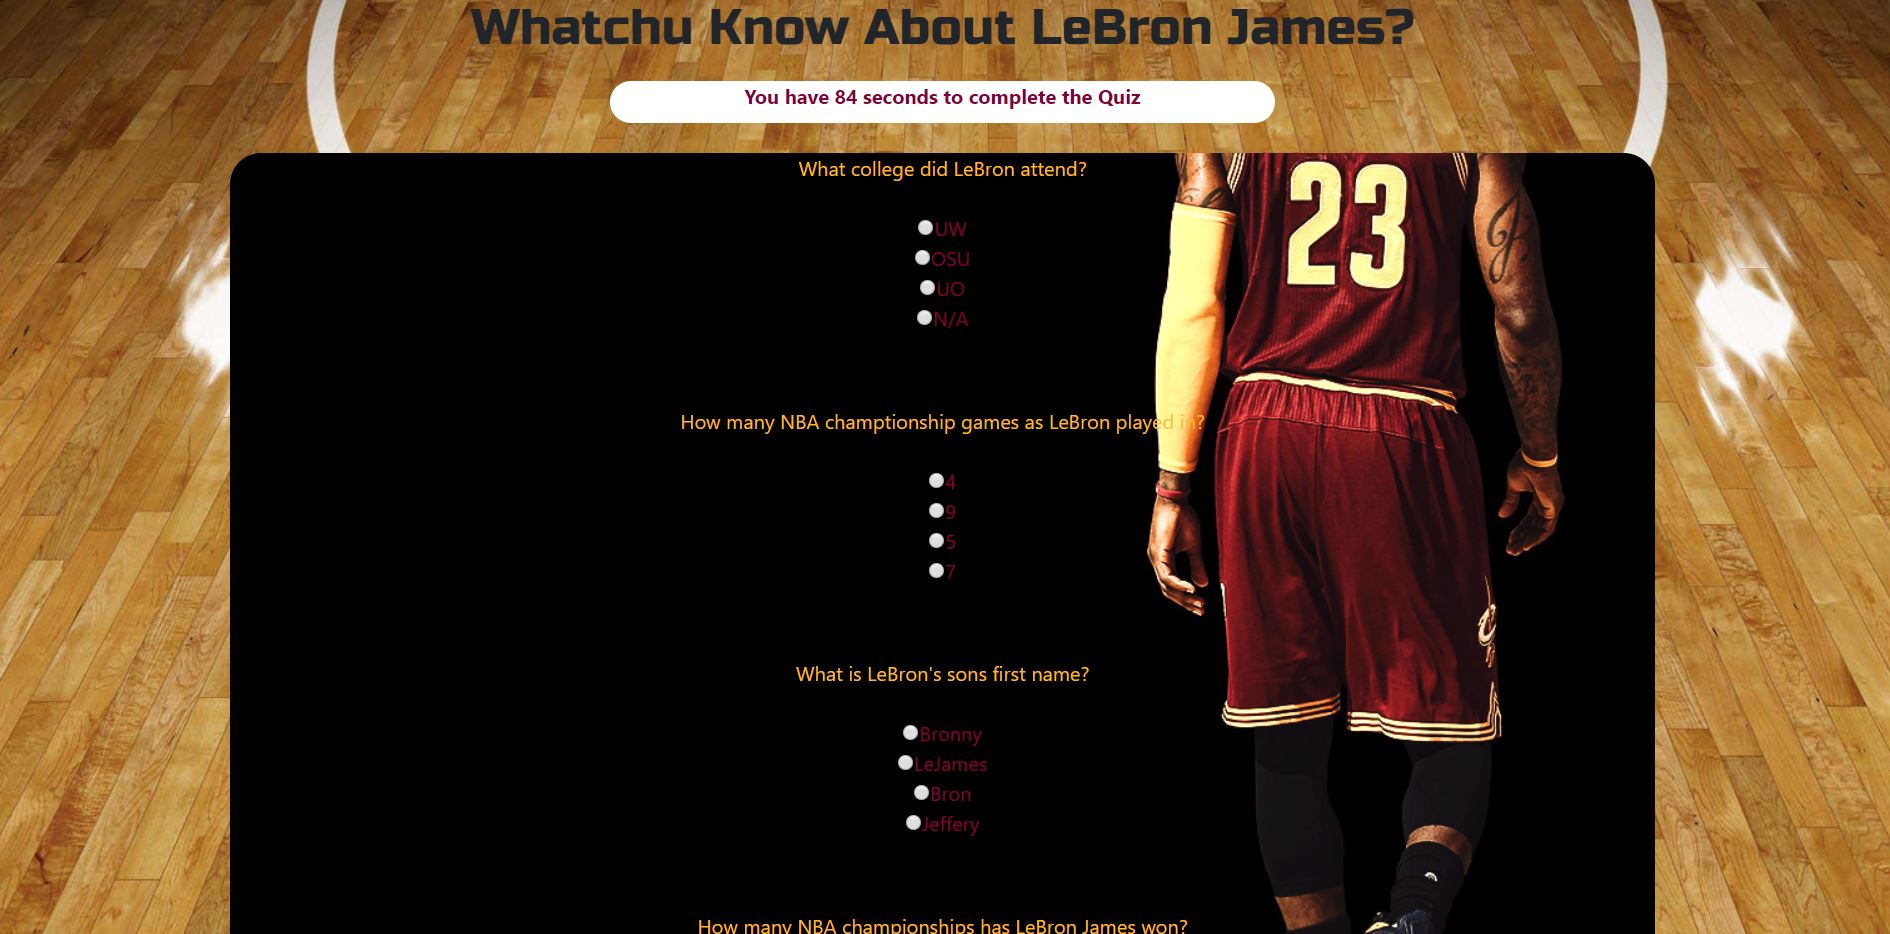 Whatchu Know About LeBron James?
You have 84 seconds to complete the Quiz
What college did LeBron attend?
UW
OSU
UO
N/A
How many NBA champtionship games as LeBron played in?
4
9
5
7
What is LeBron's sons first name?
Bronny
LeJames
Bron
Jeffery
How many NBA championships has LeBron James won?
23